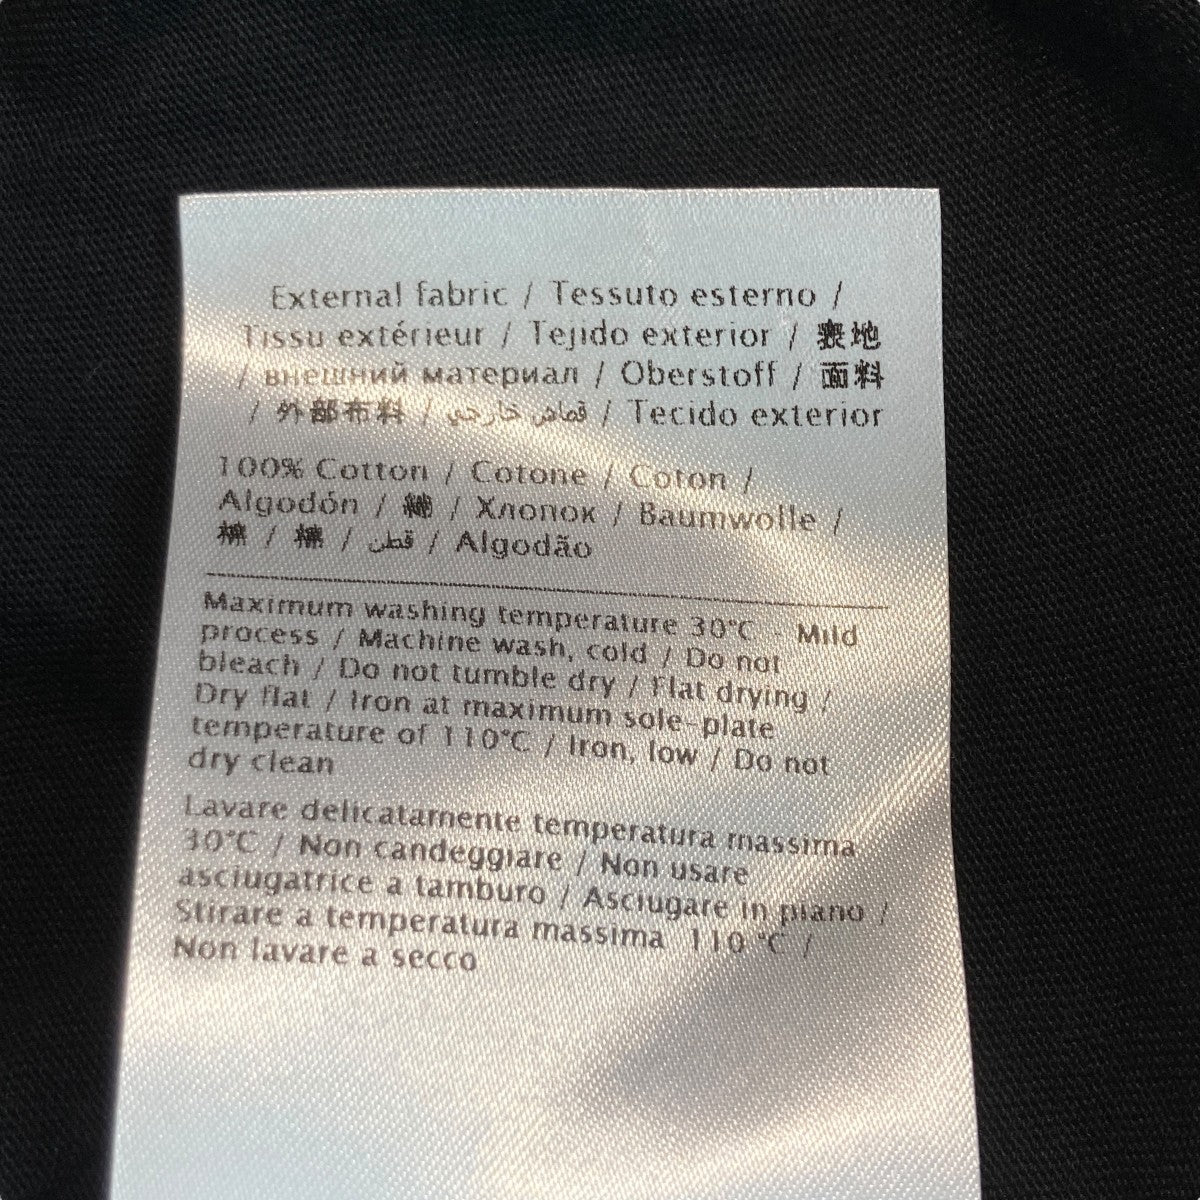 External fabric / Tessuto esterno /
Tissu extérieur / Tejido exterior / 表地
/ внешний материал / Oberstoff / 面料
/ 外部布料 / قماش خارجي / Tecido exterior
100% Cotton / Cotone / Coton /
Algodón / 綿 / Хлопок / Baumwolle /
棉 / 棉 / قطن / Algodão
Maximum washing temperature 30°C - Mild
process / Machine wash, cold / Do not
bleach / Do not tumble dry / Flat drying /
Dry flat / Iron at maximum sole-plate
temperature of 110°C / Iron, low / Do not
dry clean
Lavare delicatamente temperatura massima
30°C / Non candeggiare / Non usare
asciugatrice a tamburo / Asciugare in piano /
Stirare a temperatura massima 110 °C /
Non lavare a secco